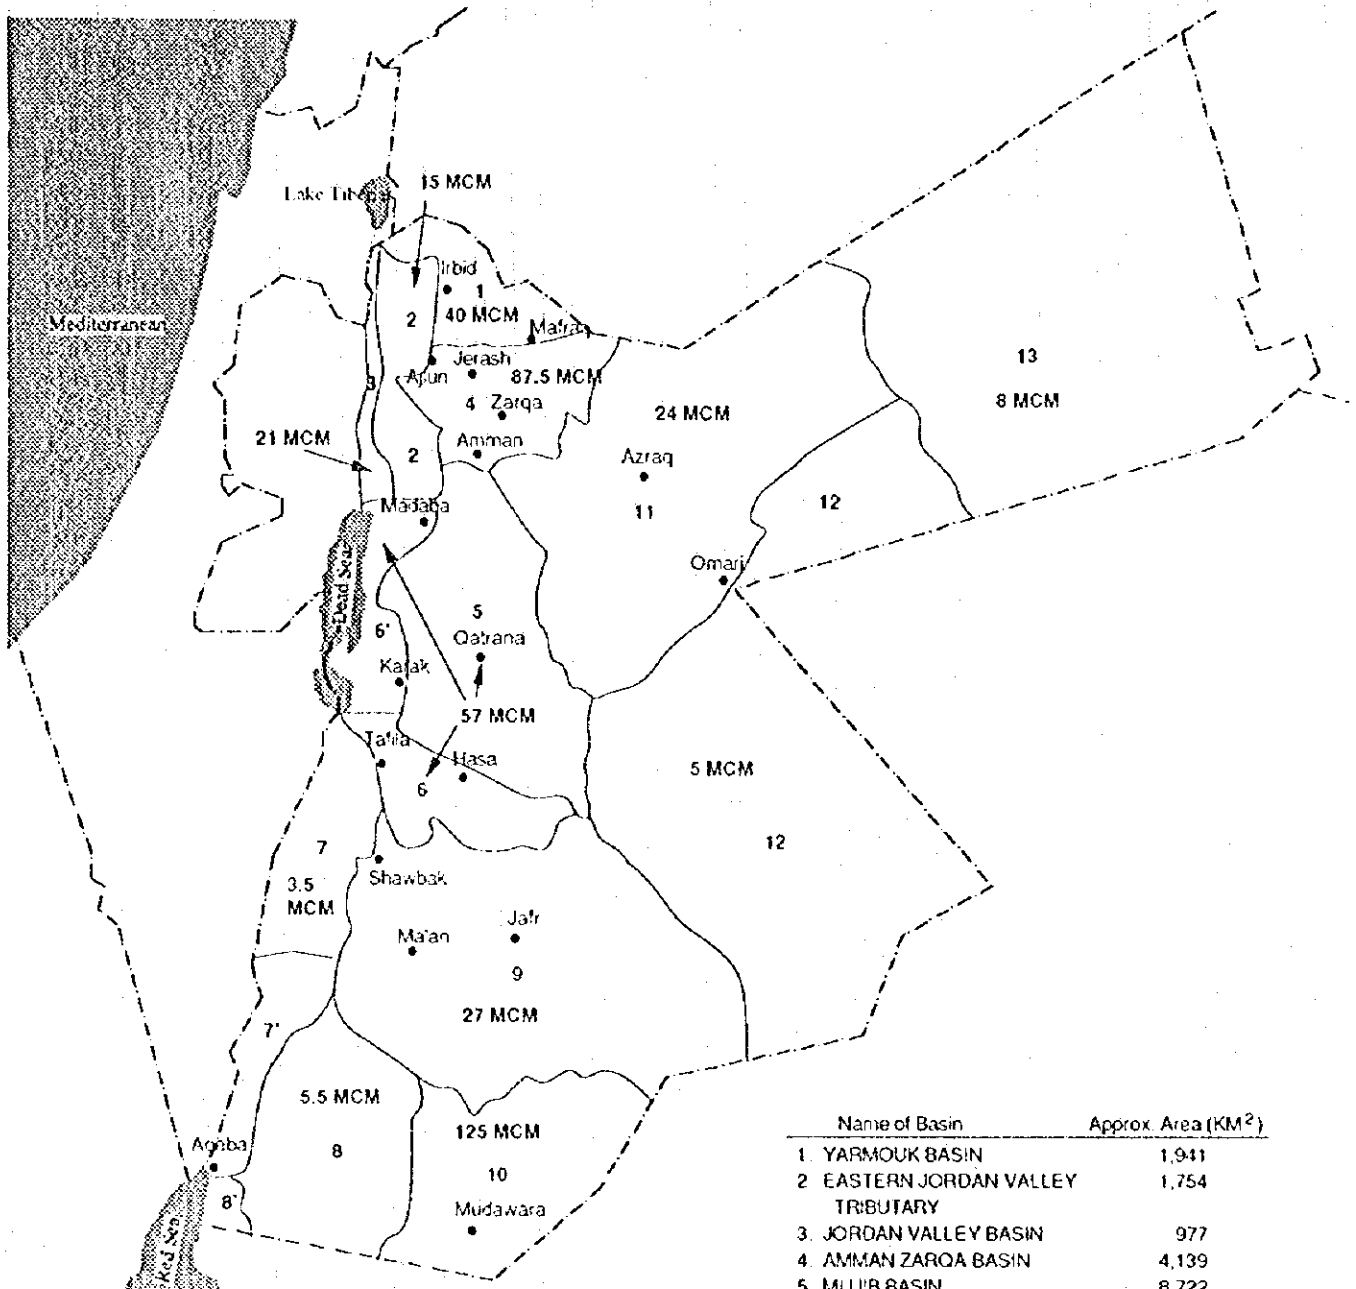 15 MCM
Lake Tiberias
Irbid
1
Mediterranean
2
40 MCM
Mafraq
Jerash
13
3
Ajlun
87.5 MCM
8 MCM
4
Zarqa
24 MCM
21 MCM
2
Amman
Azraq
12
Madaba
11
Omari
Dead Sea
5
6'
Qatrana
Karak
57 MCM
Tafila
Hasa
5 MCM
6
7
12
Shawbak
3.5
MCM
Jafr
Ma'an
9
27 MCM
7'
5.5 MCM
125 MCM
Aqaba
8
10
8'
Mudawara
Red Sea
Name of Basin Approx. Area (KM²)
1. YARMOUK BASIN 1,941
2 EASTERN JORDAN VALLEY 1,754
TRIBUTARY
3. JORDAN VALLEY BASIN 977
4. AMMAN ZARQA BASIN 4,139
5. MUJIB BASIN 8,722